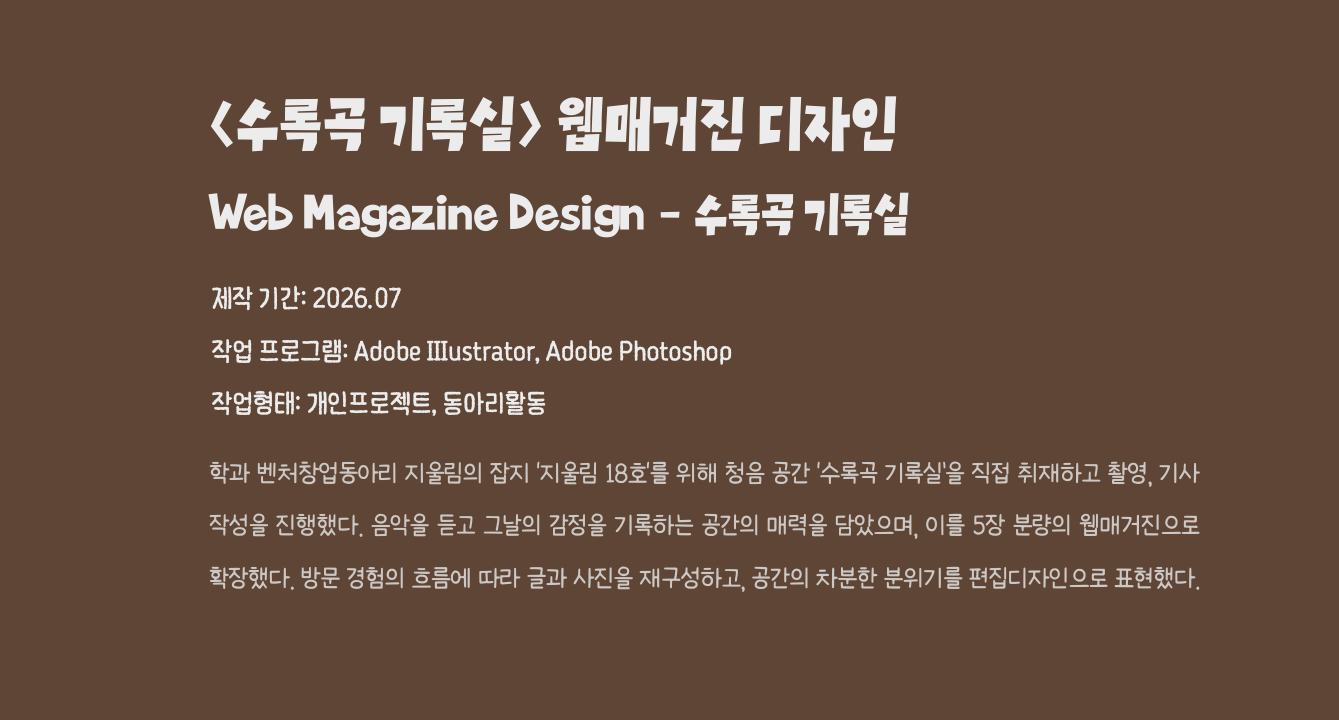 <수록곡 기록실> 웹매거진 디자인
Web Magazine Design - 수록곡 기록실
제작 기간: 2026.07
작업 프로그램: Adobe Illustrator, Adobe Photoshop
작업형태: 개인프로젝트, 동아리활동
학과 벤처창업동아리 지울림의 잡지 '지울림 18호'를 위해 청음 공간 '수록곡 기록실'을 직접 취재하고 촬영, 기사
작성을 진행했다. 음악을 듣고 그날의 감정을 기록하는 공간의 매력을 담았으며, 이를 5장 분량의 웹매거진으로
확장했다. 방문 경험의 흐름에 따라 글과 사진을 재구성하고, 공간의 차분한 분위기를 편집디자인으로 표현했다.